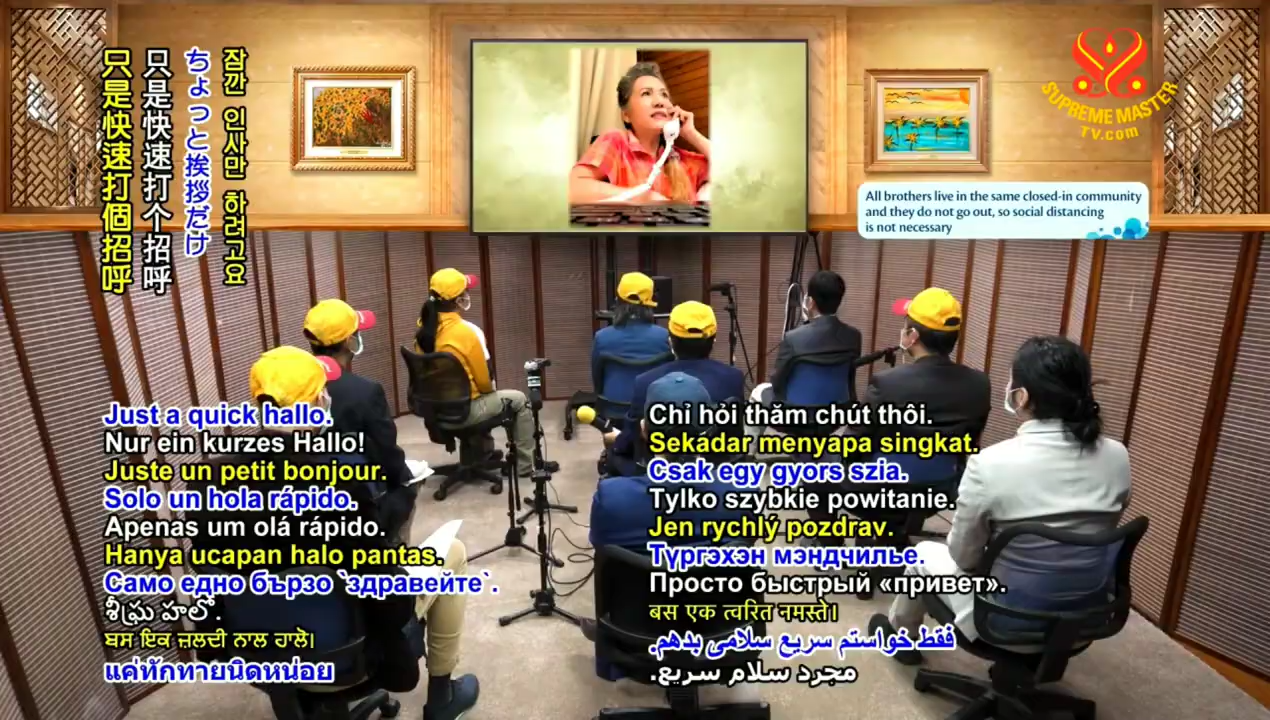 잠깐 인사만 하려고요
ちょっと挨拶だけ
只是快速打个招呼
只是快速打個招呼
SUPREME MASTER
TV.com
All brothers live in the same closed-in community
and they do not go out, so social distancing
is not necessary
Just a quick hallo.
Nur ein kurzes Hallo!
Juste un petit bonjour.
Solo un hola rápido.
Apenas um olá rápido.
Hanya ucapan halo pantas.
Само едно бързо `здравейте`.
శీఘ్ర హలో.
ਬਸ ਇਕ ਜ਼ਲਦੀ ਨਾਲ ਹਾਲੋ।
แค่ทักทายนิดหน่อย
Chỉ hỏi thăm chút thôi.
Sekádar menyapa singkat.
Csak egy gyors szia.
Tylko szybkie powitanie.
Jen rychlý pozdrav.
Түргэхэн мэндчилье.
Просто быстрый «привет».
बस एक त्वरित नमस्ते।
فقط خواستم سریع سلامی بدهم.
مجرد سلام سريع.